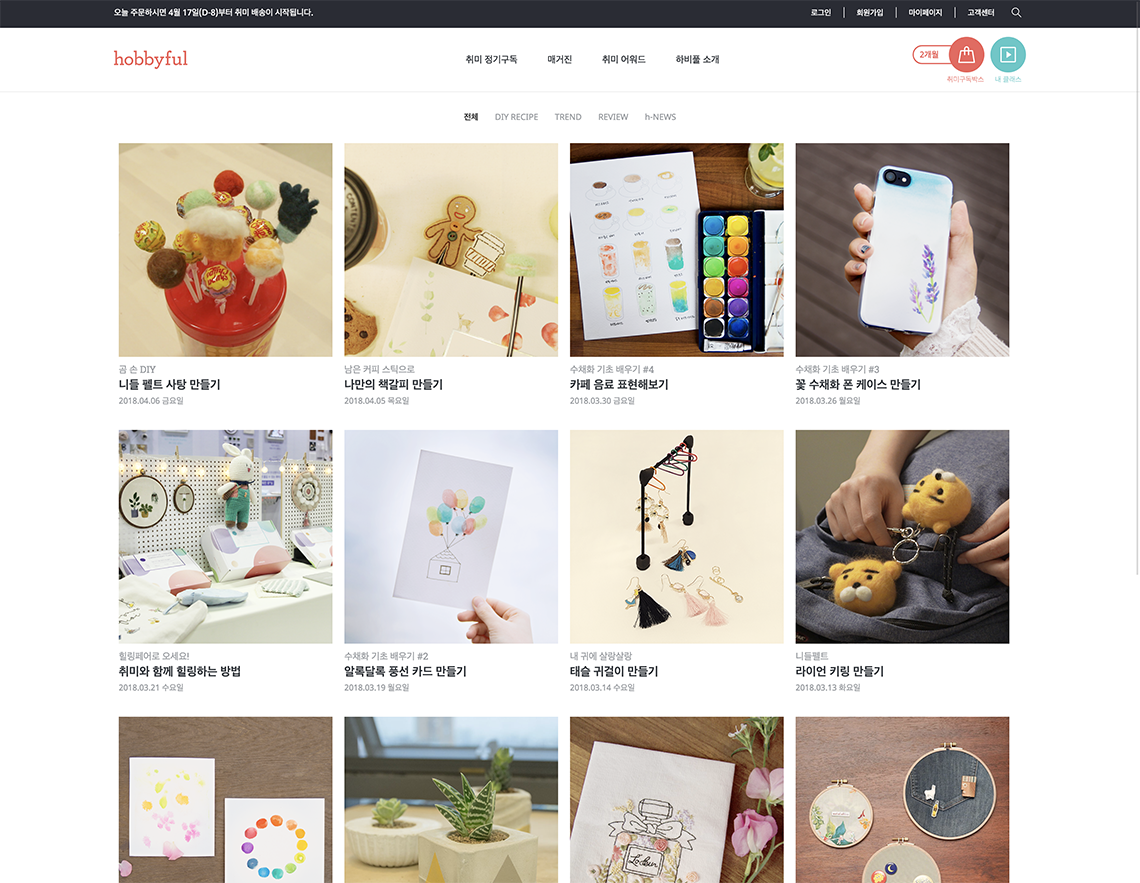 오늘 주문하시면 4월 17일(D-8)부터 취미 배송이 시작됩니다.
로그인 회원가입 마이페이지 고객센터
hobbyful
취미 정기구독 매거진 취미 어워드 하비풀 소개
2개월
취미구독박스 내 클래스
전체 DIY RECIPE TREND REVIEW h-NEWS
곰 손 DIY
니들 펠트 사탕 만들기
2018.04.06 금요일
남은 커피 스틱으로
나만의 책갈피 만들기
2018.04.05 목요일
수채화 기초 배우기 #4
카페 음료 표현해보기
2018.03.30 금요일
수채화 기초 배우기 #3
꽃 수채화 폰 케이스 만들기
2018.03.26 월요일
힐링페어로 오세요!
취미와 함께 힐링하는 방법
2018.03.21 수요일
수채화 기초 배우기 #2
알록달록 풍선 카드 만들기
2018.03.19 월요일
내 귀에 살랑살랑
태슬 귀걸이 만들기
2018.03.14 수요일
니들펠트
라이언 키링 만들기
2018.03.13 화요일